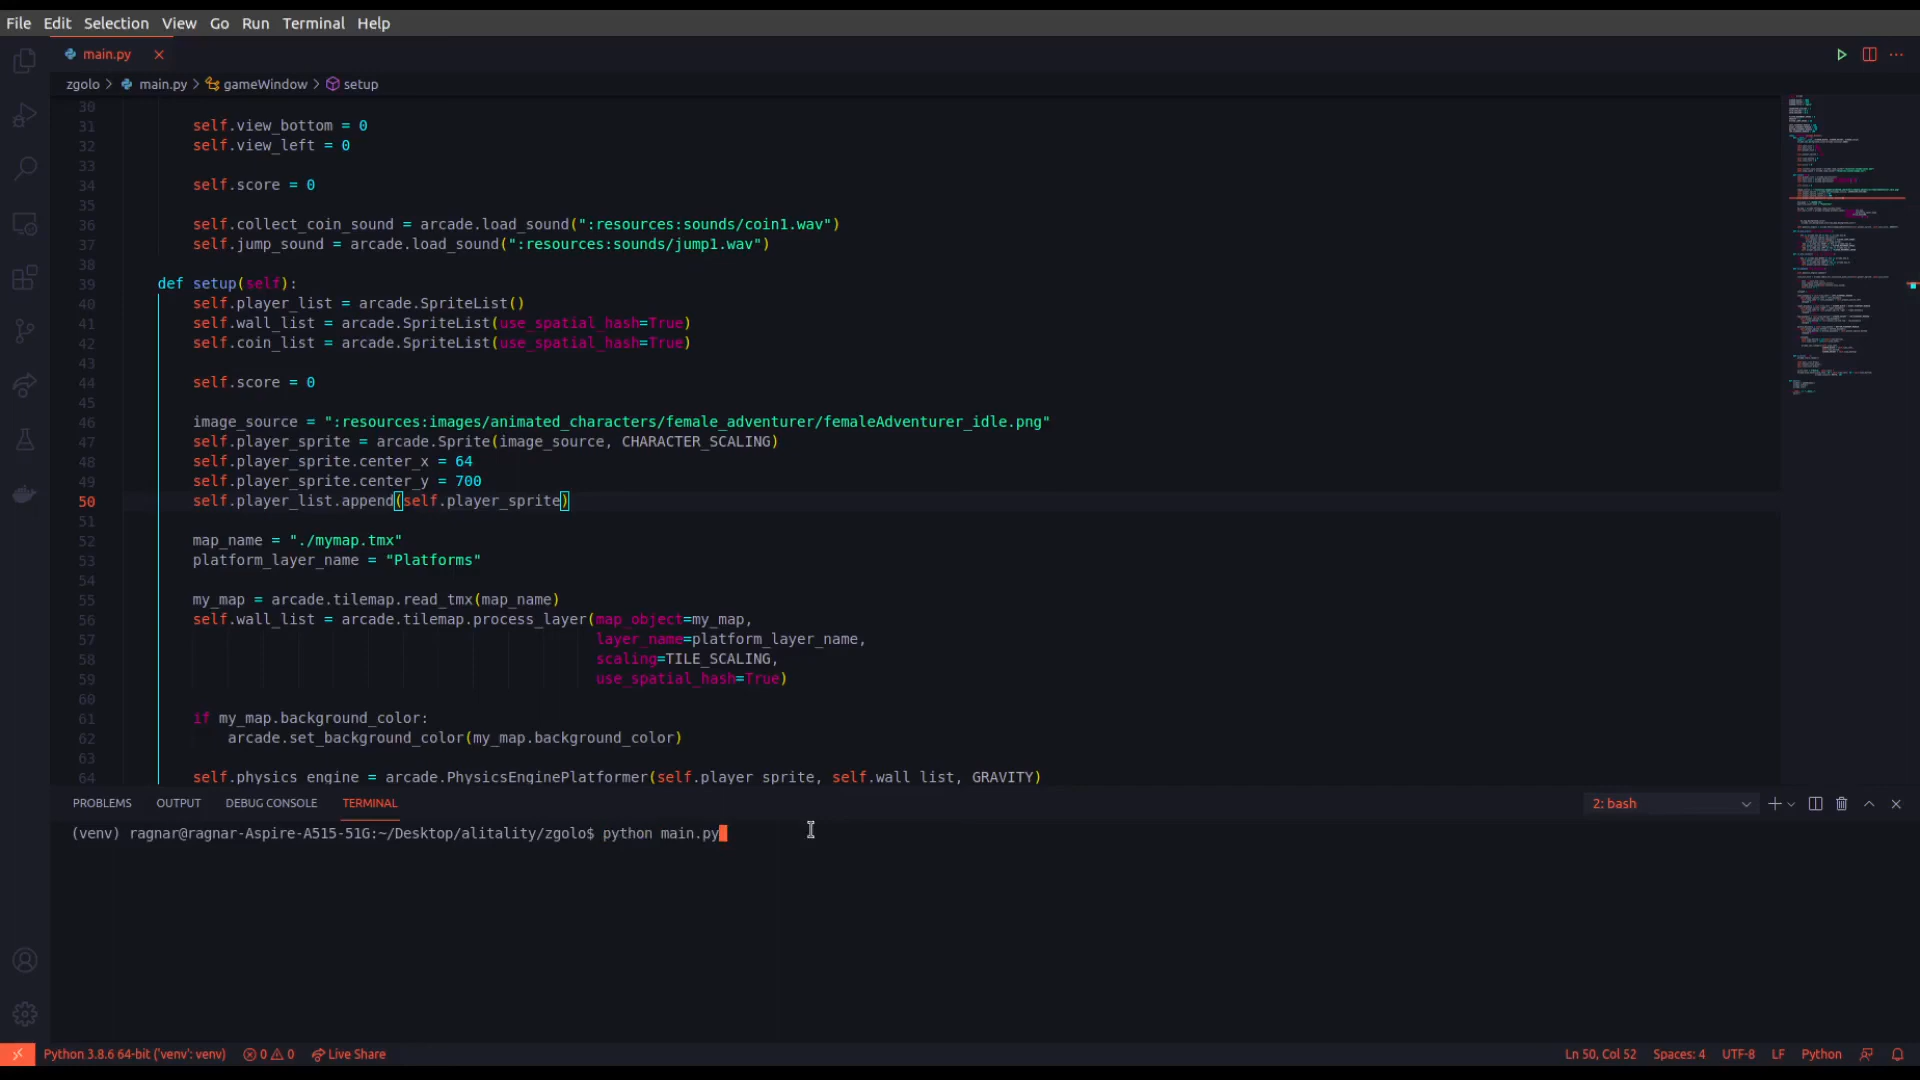 File Edit Selection View Go Run Terminal Help
main.py
zgolo > main.py > gameWindow > setup
30
31 self.view_bottom = 0
32 self.view_left = 0
33
34 self.score = 0
35
36 self.collect_coin_sound = arcade.load_sound(":resources:sounds/coin1.wav")
37 self.jump_sound = arcade.load_sound(":resources:sounds/jump1.wav")
38
39 def setup(self):
40 self.player_list = arcade.SpriteList()
41 self.wall_list = arcade.SpriteList(use_spatial_hash=True)
42 self.coin_list = arcade.SpriteList(use_spatial_hash=True)
43
44 self.score = 0
45
46 image_source = ":resources:images/animated_characters/female_adventurer/femaleAdventurer_idle.png"
47 self.player_sprite = arcade.Sprite(image_source, CHARACTER_SCALING)
48 self.player_sprite.center_x = 64
49 self.player_sprite.center_y = 700
50 self.player_list.append(self.player_sprite)
51
52 map_name = "./mymap.tmx"
53 platform_layer_name = "Platforms"
54
55 my_map = arcade.tilemap.read_tmx(map_name)
56 self.wall_list = arcade.tilemap.process_layer(map_object=my_map,
57 layer_name=platform_layer_name,
58 scaling=TILE_SCALING,
59 use_spatial_hash=True)
60
61 if my_map.background_color:
62 arcade.set_background_color(my_map.background_color)
63
64 self.physics_engine = arcade.PhysicsEnginePlatformer(self.player_sprite, self.wall_list, GRAVITY)
PROBLEMS OUTPUT DEBUG CONSOLE TERMINAL 2: bash
(venv) ragnar@ragnar-Aspire-A515-51G:~/Desktop/alitality/zgolo$ python main.py
Python 3.8.6 64-bit ('venv': venv) 0 0 Live Share Ln 50, Col 52 Spaces: 4 UTF-8 LF Python